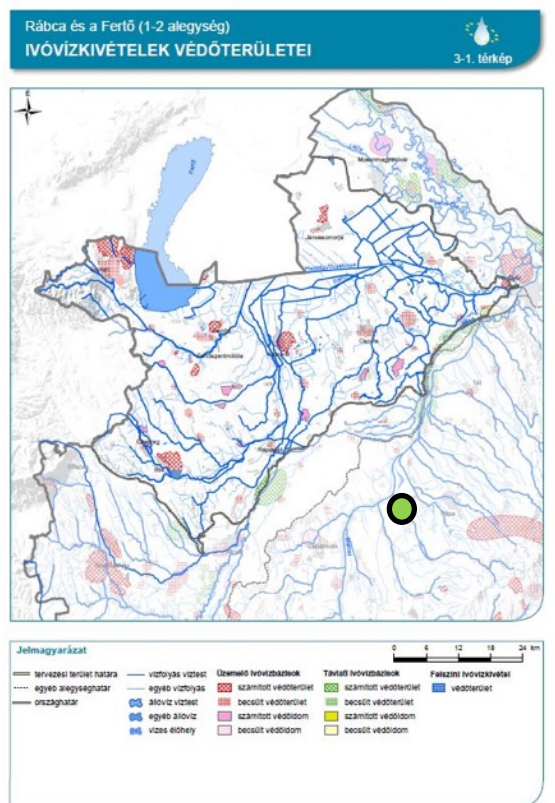 Rábca és a Fertő (1-2 alegység)
IVÓVÍZKIVÉTELEK VÉDŐTERÜLETEI
3-1. térkép
É
Fertő
Mosonmagyaróvár
Jánossomorja
Csorna
Jelmagyarázat
0 6 12 18 24 km
tervezési terület határa
egyéb alegységhatár
országhatár
vízfolyás víztest
egyéb vízfolyás
állóvíz víztest
egyéb állóvíz
vizes élőhely
Üzemelő ivóvízbázisok
számított védőterület
becsült védőterület
számított védőidom
becsült védőidom
Távlati ivóvízbázisok
számított védőterület
becsült védőterület
számított védőidom
becsült védőidom
Felszíni ivóvízkivétel
védőterület